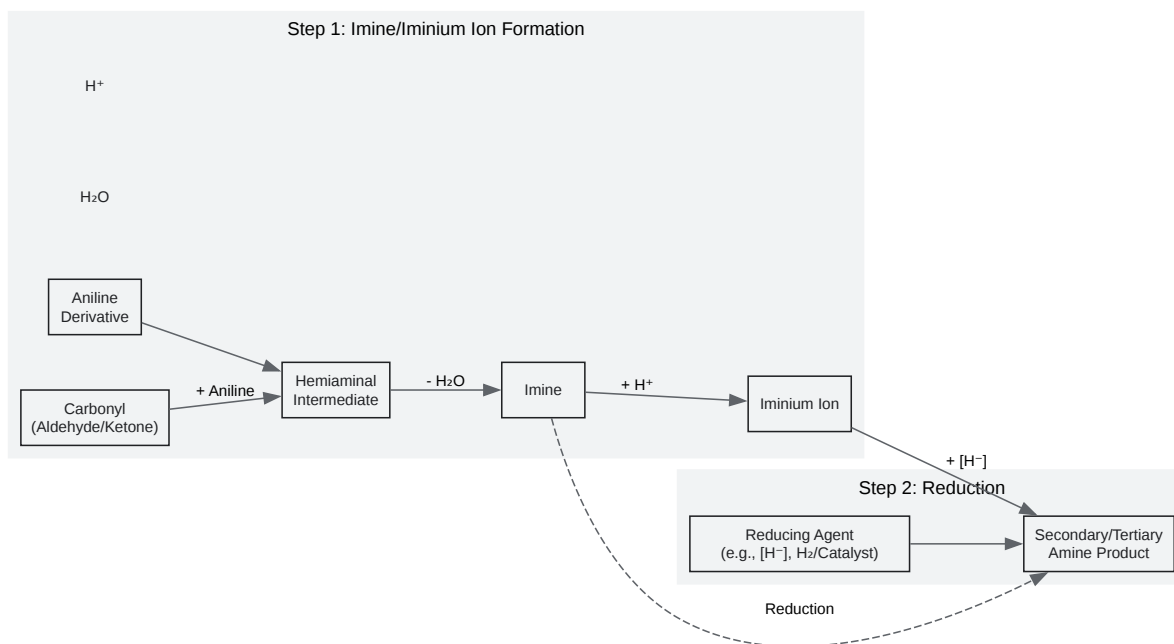 Step 1: Imine/Iminium Ion Formation
H⁺
H₂O
Aniline
Derivative
Carbonyl
(Aldehyde/Ketone)
+ Aniline
Hemiaminal
Intermediate
- H₂O
Imine
+ H⁺
Iminium Ion
+ [H⁻]
Step 2: Reduction
Reducing Agent
(e.g., [H⁻], H₂/Catalyst)
Secondary/Tertiary
Amine Product
Reduction